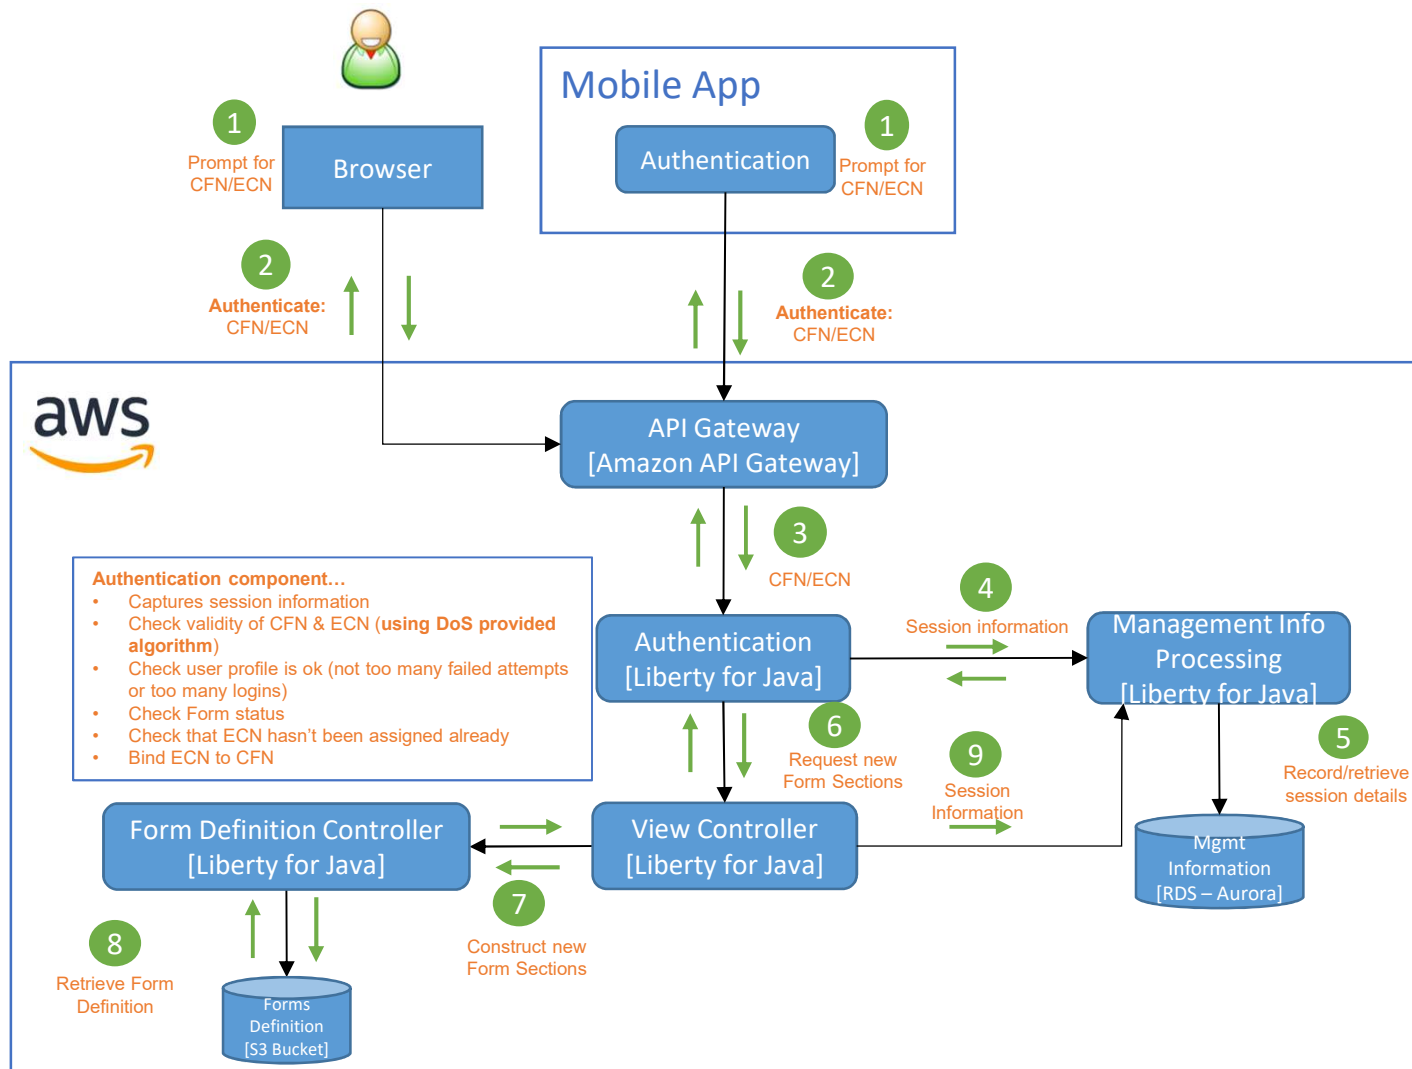 Mobile App
1
Prompt for
CFN/ECN
Browser
Authentication
1
Prompt for
CFN/ECN
2
Authenticate:
CFN/ECN
2
Authenticate:
CFN/ECN
aws
API Gateway
[Amazon API Gateway]
3
CFN/ECN
Authentication component…
• Captures session information
• Check validity of CFN & ECN (using DoS provided
algorithm)
• Check user profile is ok (not too many failed attempts
or too many logins)
• Check Form status
• Check that ECN hasn't been assigned already
• Bind ECN to CFN
Authentication
[Liberty for Java]
4
Session information
Management Info
Processing
[Liberty for Java]
6
Request new
Form Sections
9
Session
Information
5
Record/retrieve
session details
Form Definition Controller
[Liberty for Java]
View Controller
[Liberty for Java]
Mgmt
Information
[RDS – Aurora]
7
Construct new
Form Sections
8
Retrieve Form
Definition
Forms
Definition
[S3 Bucket]